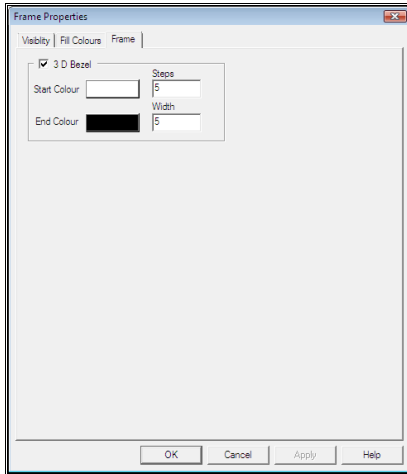 Frame Properties
Visiblity Fill Colours Frame
3 D Bezel
Steps
Start Colour 5
Width
End Colour 5
OK Cancel Apply Help